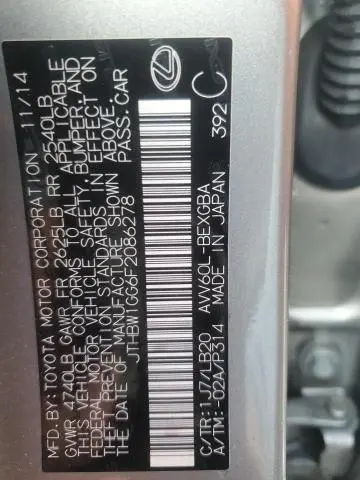 MFD.BY: TOYOTA MOTOR CORPORATION 11/14
GVWR 4740LB GAWR FR 2625LB RR 2540LB
THIS VEHICLE CONFORMS TO ALL APPLICABLE
FEDERAL MOTOR VEHICLE SAFETY, BUMPER, AND
THEFT PREVENTION STANDARDS IN EFFECT ON
THE DATE OF MANUFACTURE SHOWN ABOVE.
JTHBW1GG6F2086278 PASS.CAR
C/TR:1J7/LB20 AVV60L-BEXGBA
A/TM:-02A/P314 MADE IN JAPAN 392 C